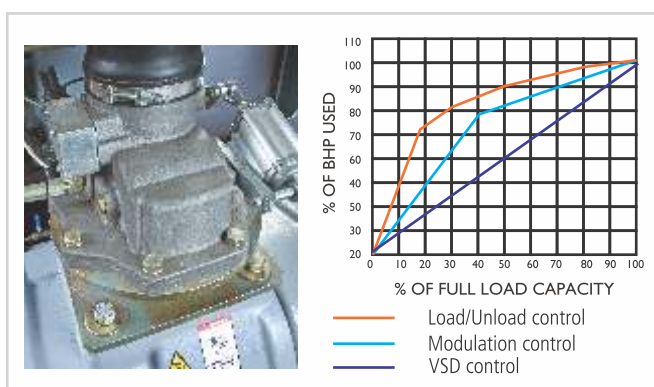 110
100
90
80
70
60
40
50
30
20
% OF BHP USED
0 10 20 30 40 50 60 70 80 90 100
% OF FULL LOAD CAPACITY
Load/Unload control
Modulation control
VSD control